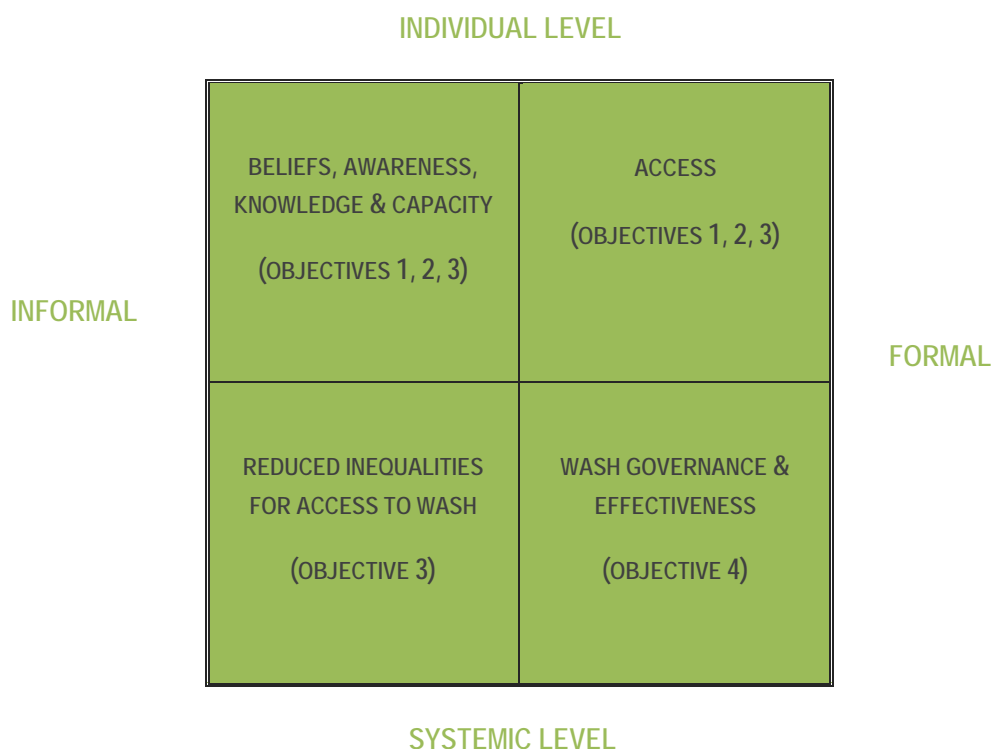 INDIVIDUAL LEVEL
BELIEFS, AWARENESS,
KNOWLEDGE & CAPACITY
(OBJECTIVES 1, 2, 3)
ACCESS
(OBJECTIVES 1, 2, 3)
INFORMAL
FORMAL
REDUCED INEQUALITIES
FOR ACCESS TO WASH
(OBJECTIVE 3)
WASH GOVERNANCE &
EFFECTIVENESS
(OBJECTIVE 4)
SYSTEMIC LEVEL